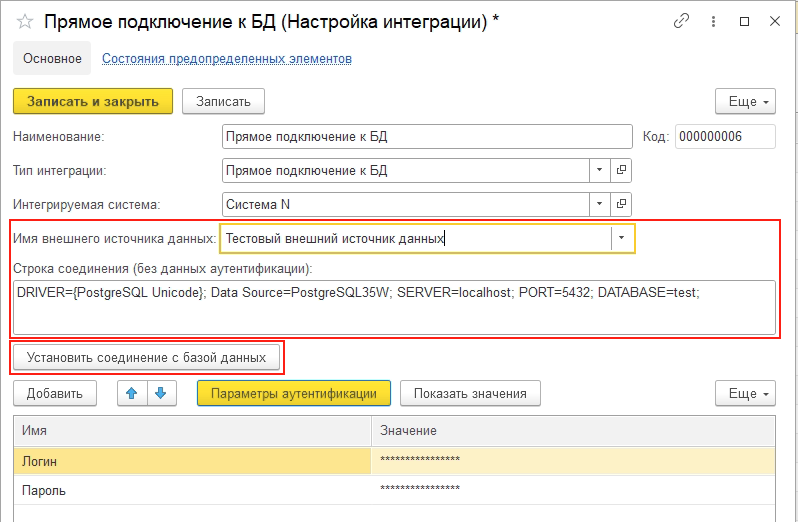 Прямое подключение к БД (Настройка интеграции) *
Основное Состояния предопределенных элементов
Записать и закрыть Записать Еще
Наименование: Прямое подключение к БД Код: 000000006
Тип интеграции: Прямое подключение к БД
Интегрируемая система: Система N
Имя внешнего источника данных: Тестовый внешний источник данных
Строка соединения (без данных аутентификации):
DRIVER={PostgreSQL Unicode}; Data Source=PostgreSQL35W; SERVER=localhost; PORT=5432; DATABASE=test;
Установить соединение с базой данных
Добавить Параметры аутентификации Показать значения Еще
Имя Значение
Логин ****************
Пароль ****************